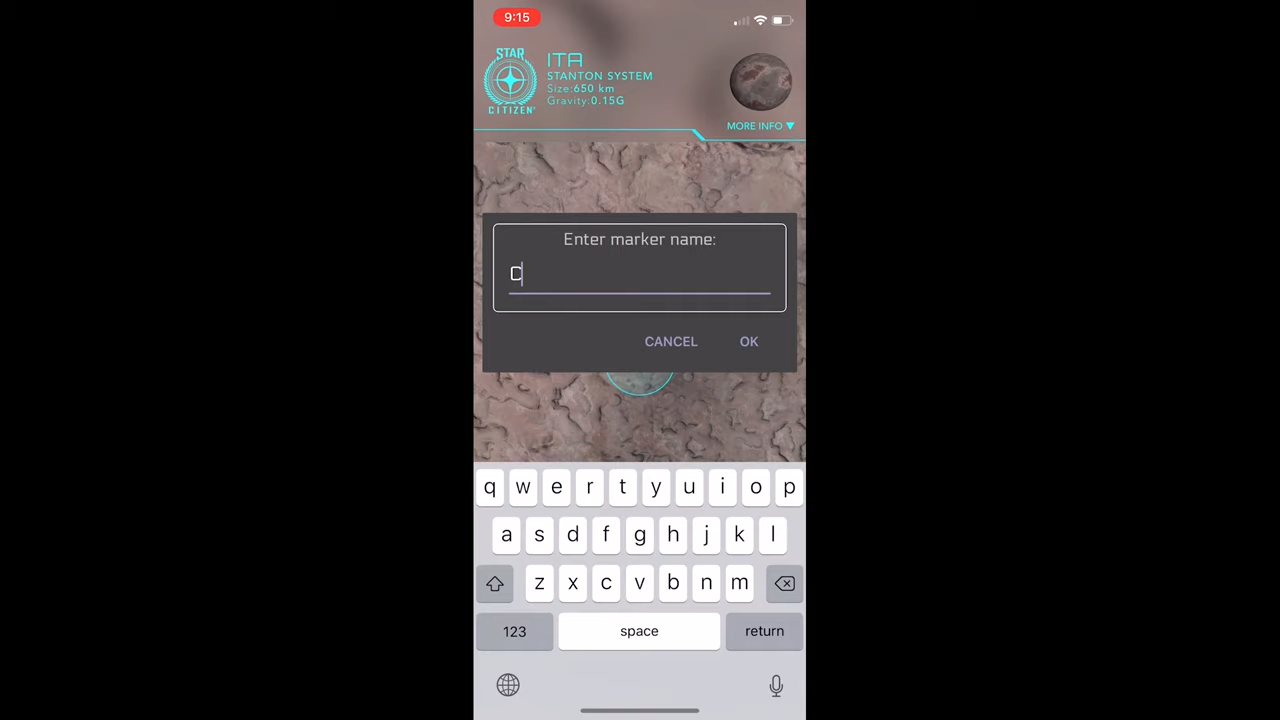 9:15
STAR
CITIZEN
ITA
STANTON SYSTEM
Size:650 km
Gravity:0.15G
MORE INFO ▼
Enter marker name:
C
CANCEL
OK
q w e r t y u i o p
a s d f g h j k l
z x c v b n m
123
space
return